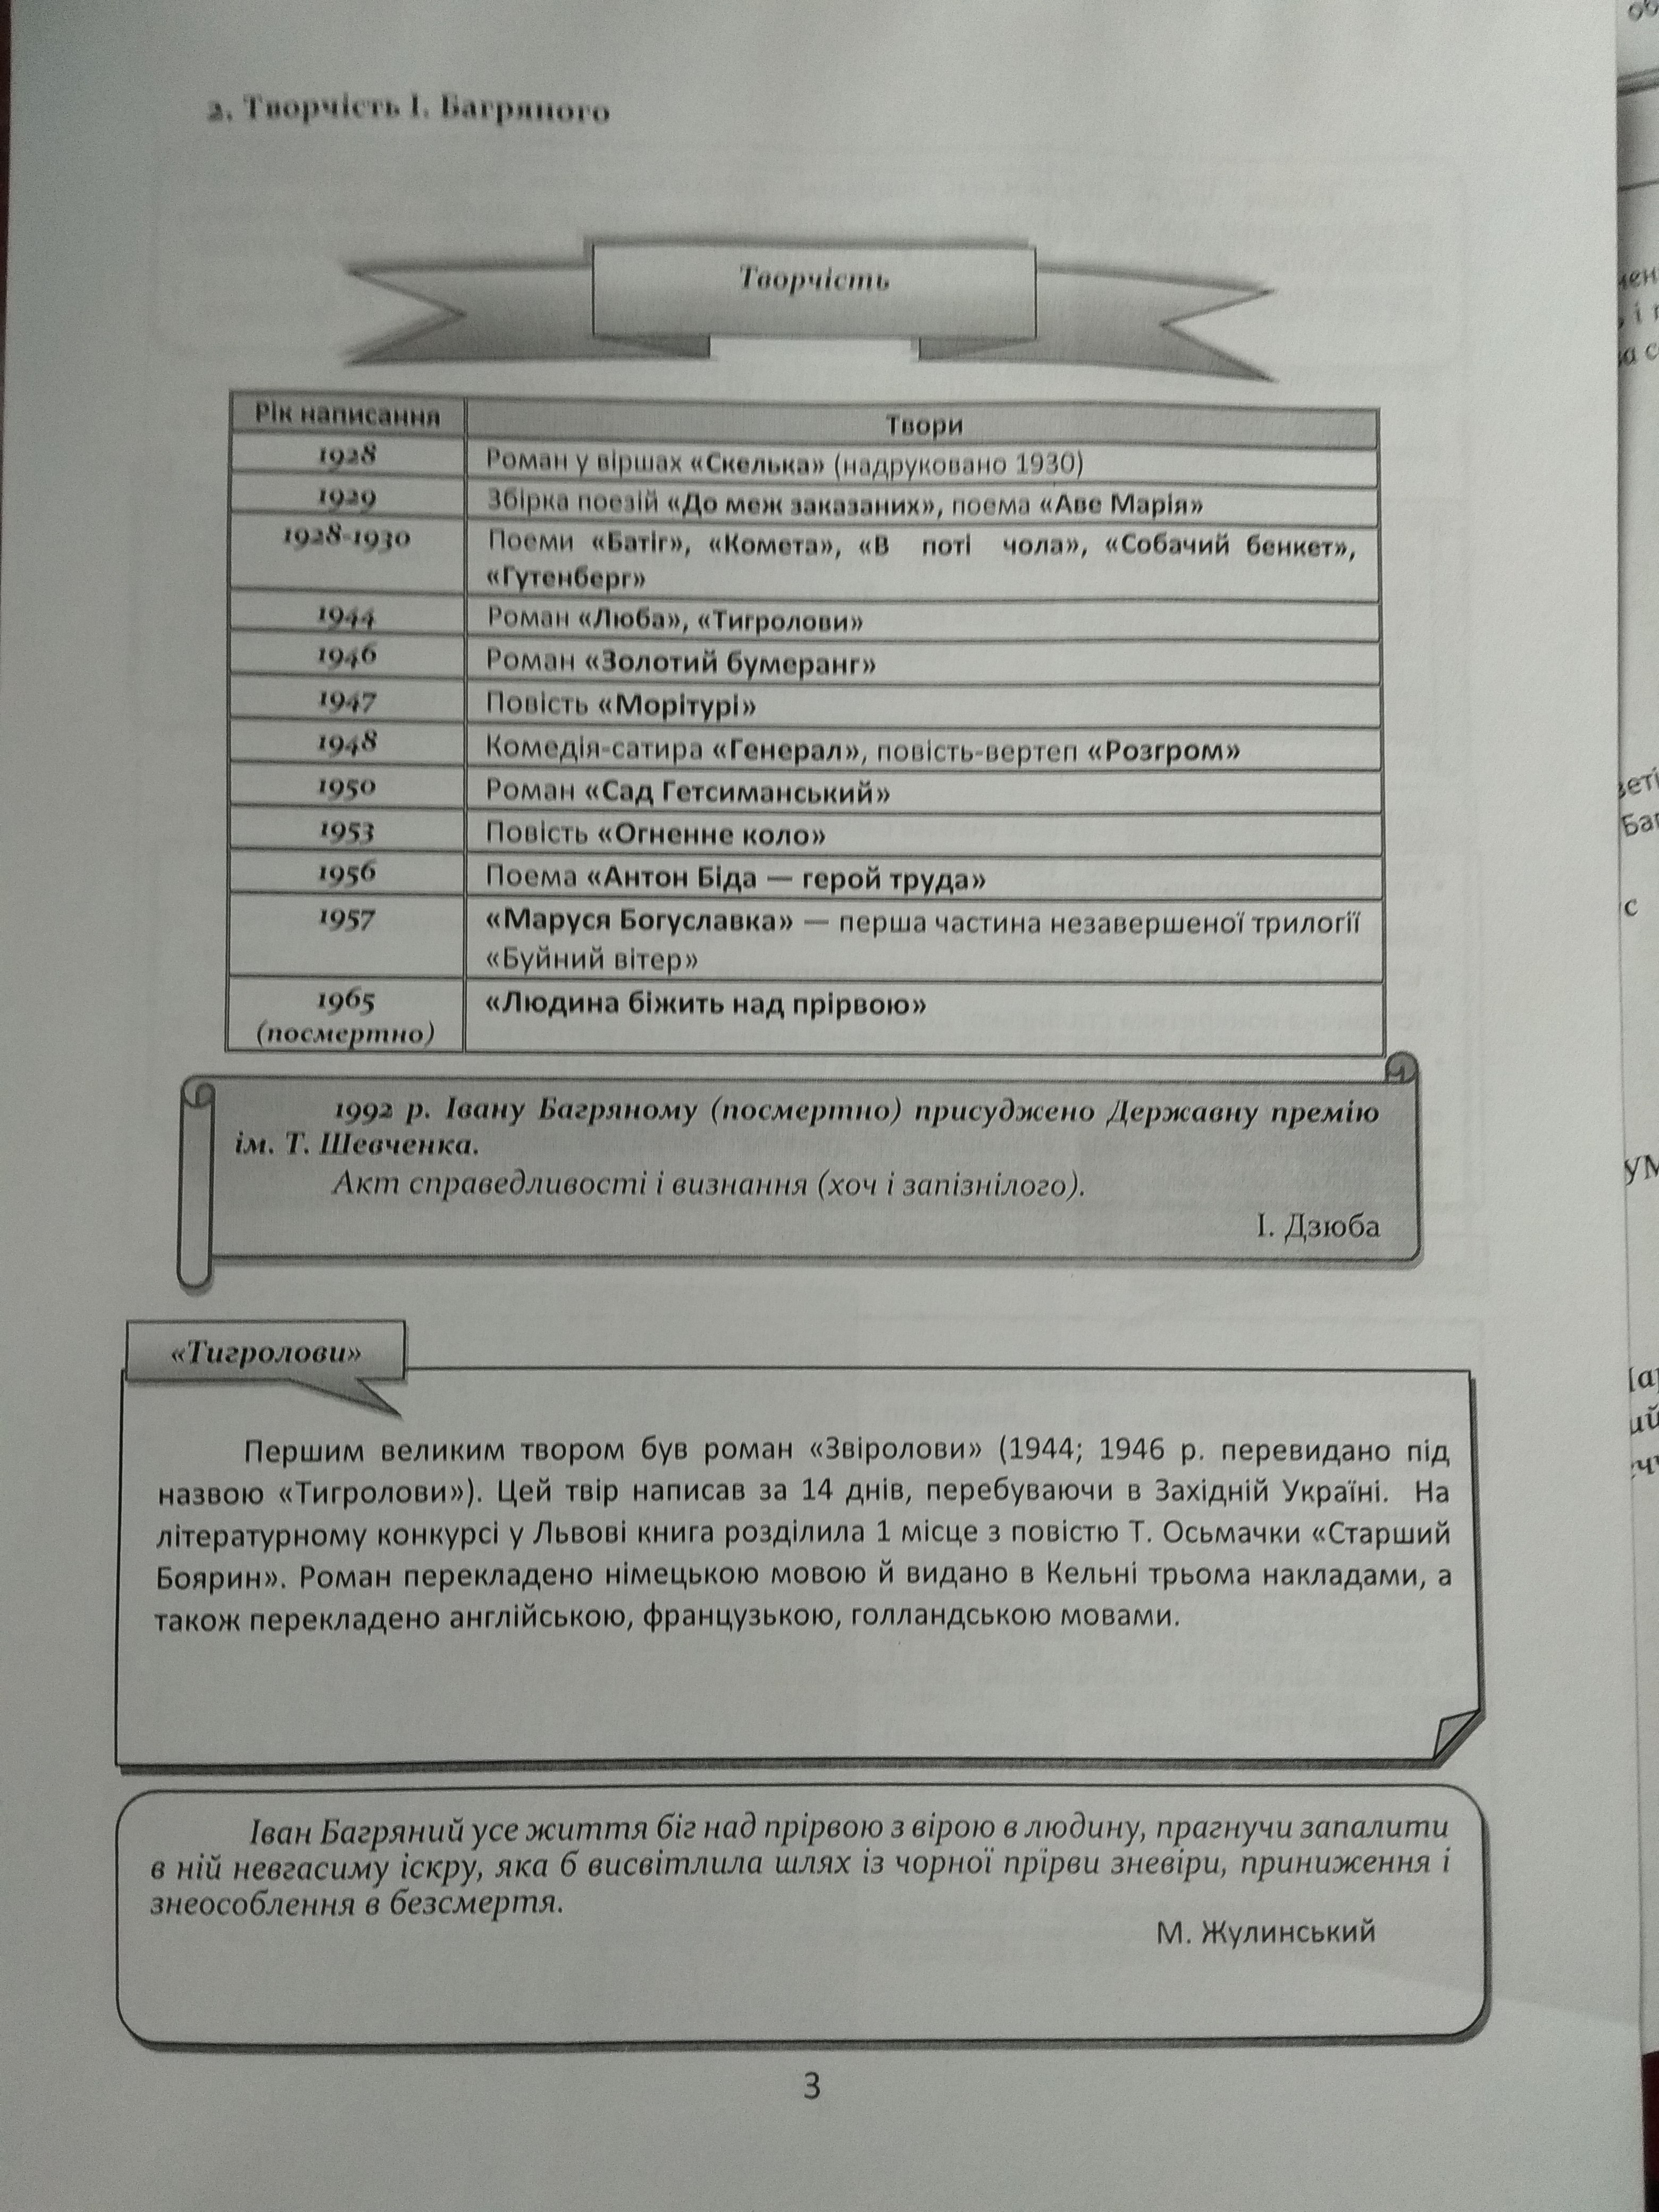 2. Творчість І. Багряного
Творчість
Рік написання Твори
1928 Роман у віршах «Скелька» (надруковано 1930)
1929 Збірка поезій «До меж заказаних», поема «Аве Марія»
1928-1930 Поеми «Батіг», «Комета», «В поті чола», «Собачий бенкет»,
«Гутенберг»
1944 Роман «Люба», «Тигролови»
1946 Роман «Золотий бумеранг»
1947 Повість «Морітурі»
1948 Комедія-сатира «Генерал», повість-вертеп «Розгром»
1950 Роман «Сад Гетсиманський»
1953 Повість «Огненне коло»
1956 Поема «Антон Біда — герой труда»
1957 «Маруся Богуславка» — перша частина незавершеної трилогії
«Буйний вітер»
1965 «Людина біжить над прірвою»
(посмертно)
1992 р. Івану Багряному (посмертно) присуджено Державну премію
ім. Т. Шевченка.
Акт справедливості і визнання (хоч і запізнілого).
І. Дзюба
«Тигролови»
Першим великим твором був роман «Звіролови» (1944; 1946 р. перевидано під
назвою «Тигролови»). Цей твір написав за 14 днів, перебуваючи в Західній Україні. На
літературному конкурсі у Львові книга розділила 1 місце з повістю Т. Осьмачки «Старший
Боярин». Роман перекладено німецькою мовою й видано в Кельні трьома накладами, а
також перекладено англійською, французькою, голландською мовами.
Іван Багряний усе життя біг над прірвою з вірою в людину, прагнучи запалити
в ній невгасиму іскру, яка б висвітлила шлях із чорної прірви зневіри, приниження і
знеособлення в безсмертя.
М. Жулинський
3